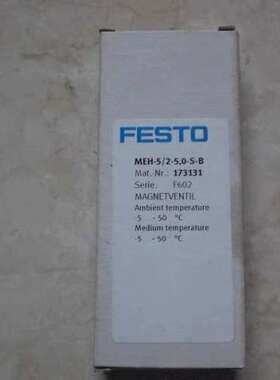 FESTO
MEH-5/2-5,0-S-B
Mat.-Nr.: 173131
Serie: F602
MAGNETVENTIL
Ambient temperature
-5 - 50 °C
Medium temperature
-5 - 50 °C